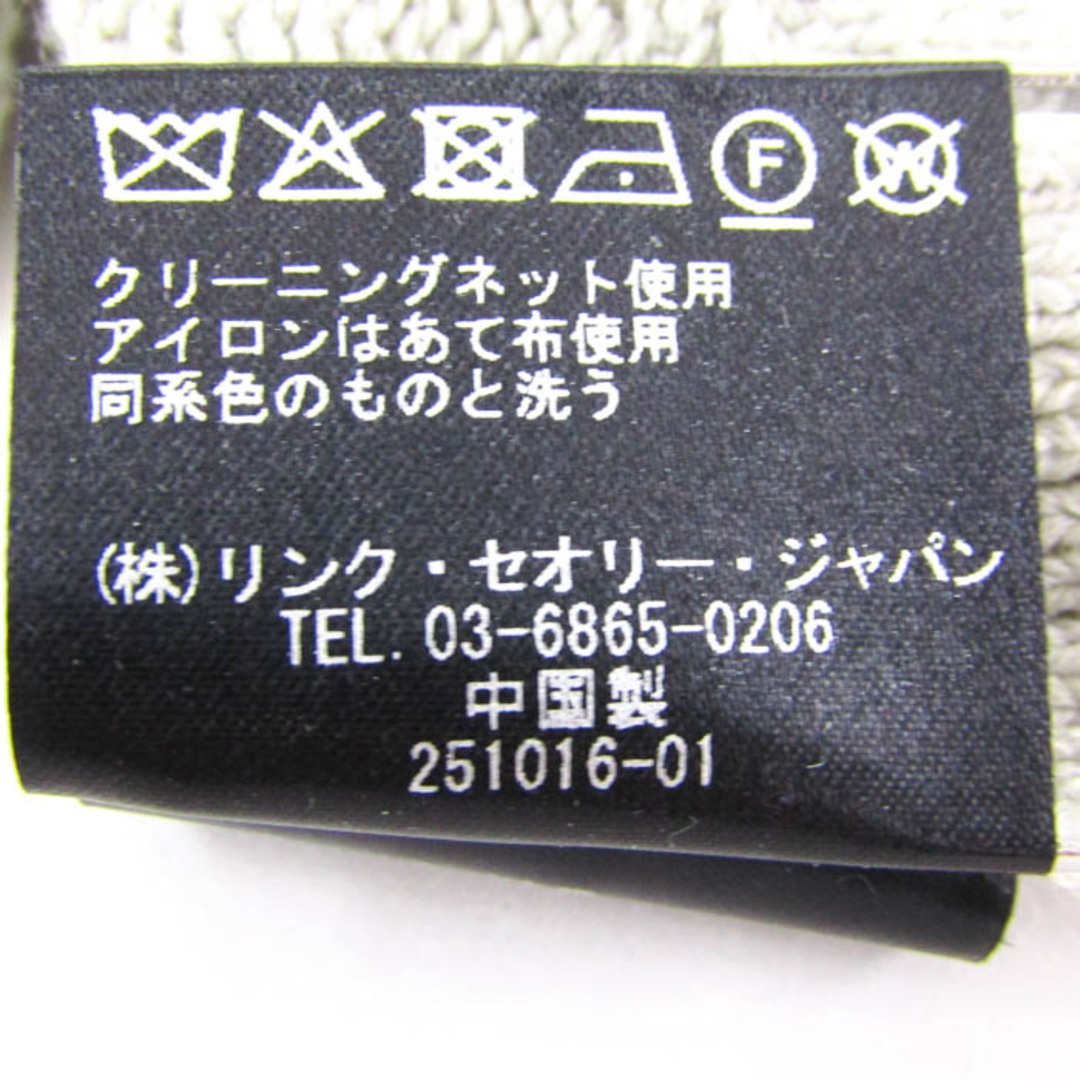 F W
クリーニングネット使用
アイロンはあて布使用
同系色のものと洗う
(株)リンク・セオリー・ジャパン
TEL. 03-6865-0206
中国製
251016-01